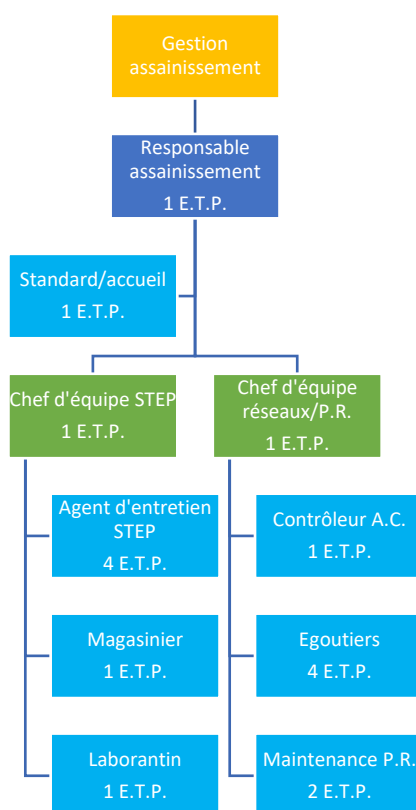 Gestion
assainissement
Responsable
assainissement
1 E.T.P.
Standard/accueil
1 E.T.P.
Chef d'équipe STEP
1 E.T.P.
Chef d'équipe
réseaux/P.R.
1 E.T.P.
Agent d'entretien
STEP
4 E.T.P.
Contrôleur A.C.
1 E.T.P.
Magasinier
1 E.T.P.
Egoutiers
4 E.T.P.
Laborantin
1 E.T.P.
Maintenance P.R.
2 E.T.P.